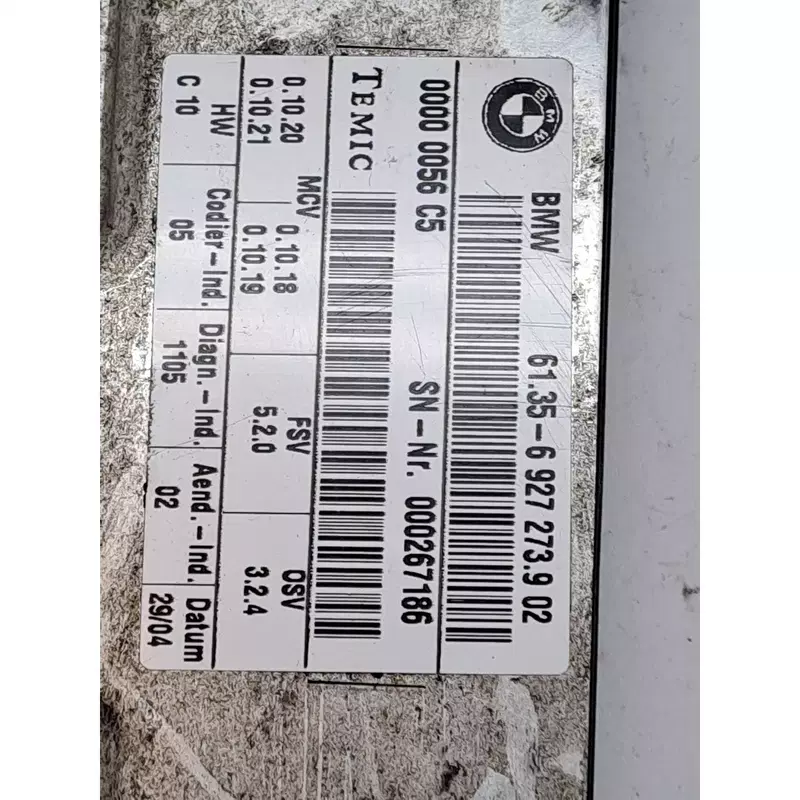 BMW
BMW 61.35-6 927 273.9 02
0000 0056 C5 SN-Nr. 000267186
TEMIC
MCV FSV OSV
0.10.20 0.10.18 5.2.0 3.2.4
0.10.21 0.10.19
HW Codier-Ind. Diagn.-Ind. Aend.-Ind. Datum
C 10 05 1105 02 29/04